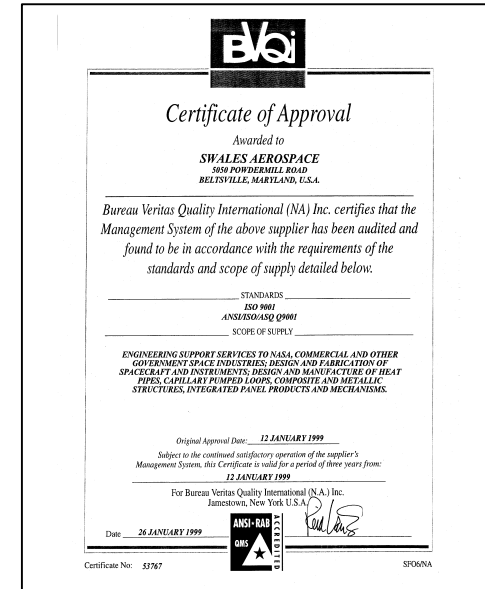 BVQi
Certificate of Approval
Awarded to
SWALES AEROSPACE
5050 POWDERMILL ROAD
BELTSVILLE, MARYLAND, U.S.A.
Bureau Veritas Quality International (NA) Inc. certifies that the
Management System of the above supplier has been audited and
found to be in accordance with the requirements of the
standards and scope of supply detailed below.
STANDARDS
ISO 9001
ANSI/ISO/ASQ Q9001
SCOPE OF SUPPLY
ENGINEERING SUPPORT SERVICES TO NASA, COMMERCIAL AND OTHER
GOVERNMENT SPACE INDUSTRIES; DESIGN AND FABRICATION OF
SPACECRAFT AND INSTRUMENTS; DESIGN AND MANUFACTURE OF HEAT
PIPES, CAPILLARY PUMPED LOOPS, COMPOSITE AND METALLIC
STRUCTURES, INTEGRATED PANEL PRODUCTS AND MECHANISMS.
Original Approval Date: 12 JANUARY 1999
Subject to the continued satisfactory operation of the supplier's
Management System, this Certificate is valid for a period of three years from:
12 JANUARY 1999
For Bureau Veritas Quality International (N.A.) Inc.
Jamestown, New York U.S.A.
ANSI•RAB
QMS
ACCREDITED
Date 26 JANUARY 1999
Certificate No: 53767
SFO6/NA